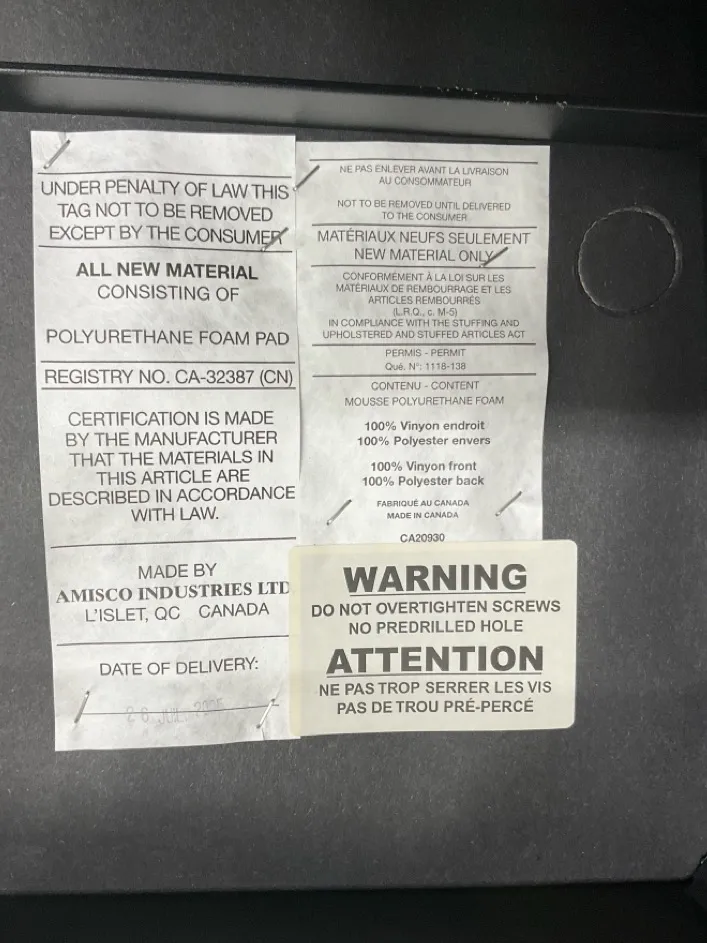 UNDER PENALTY OF LAW THIS
TAG NOT TO BE REMOVED
EXCEPT BY THE CONSUMER
ALL NEW MATERIAL
CONSISTING OF
POLYURETHANE FOAM PAD
REGISTRY NO. CA-32387 (CN)
CERTIFICATION IS MADE
BY THE MANUFACTURER
THAT THE MATERIALS IN
THIS ARTICLE ARE
DESCRIBED IN ACCORDANCE
WITH LAW.
MADE BY
AMISCO INDUSTRIES LTD
L'ISLET, QC CANADA
DATE OF DELIVERY:
26 JUIL.
NE PAS ENLEVER AVANT LA LIVRAISON
AU CONSOMMATEUR
NOT TO BE REMOVED UNTIL DELIVERED
TO THE CONSUMER
MATÉRIAUX NEUFS SEULEMENT
NEW MATERIAL ONLY
CONFORMÉMENT À LA LOI SUR LES
MATÉRIAUX DE REMBOURRAGE ET LES
ARTICLES REMBOURRÉS
(L.R.Q., c. M-5)
IN COMPLIANCE WITH THE STUFFING AND
UPHOLSTERED AND STUFFED ARTICLES ACT
PERMIS - PERMIT
Qué. N°: 1118-138
CONTENU - CONTENT
MOUSSE POLYURETHANE FOAM
100% Vinyon endroit
100% Polyester envers
100% Vinyon front
100% Polyester back
FABRIQUÉ AU CANADA
MADE IN CANADA
CA20930
WARNING
DO NOT OVERTIGHTEN SCREWS
NO PREDRILLED HOLE
ATTENTION
NE PAS TROP SERRER LES VIS
PAS DE TROU PRÉ-PERCÉ